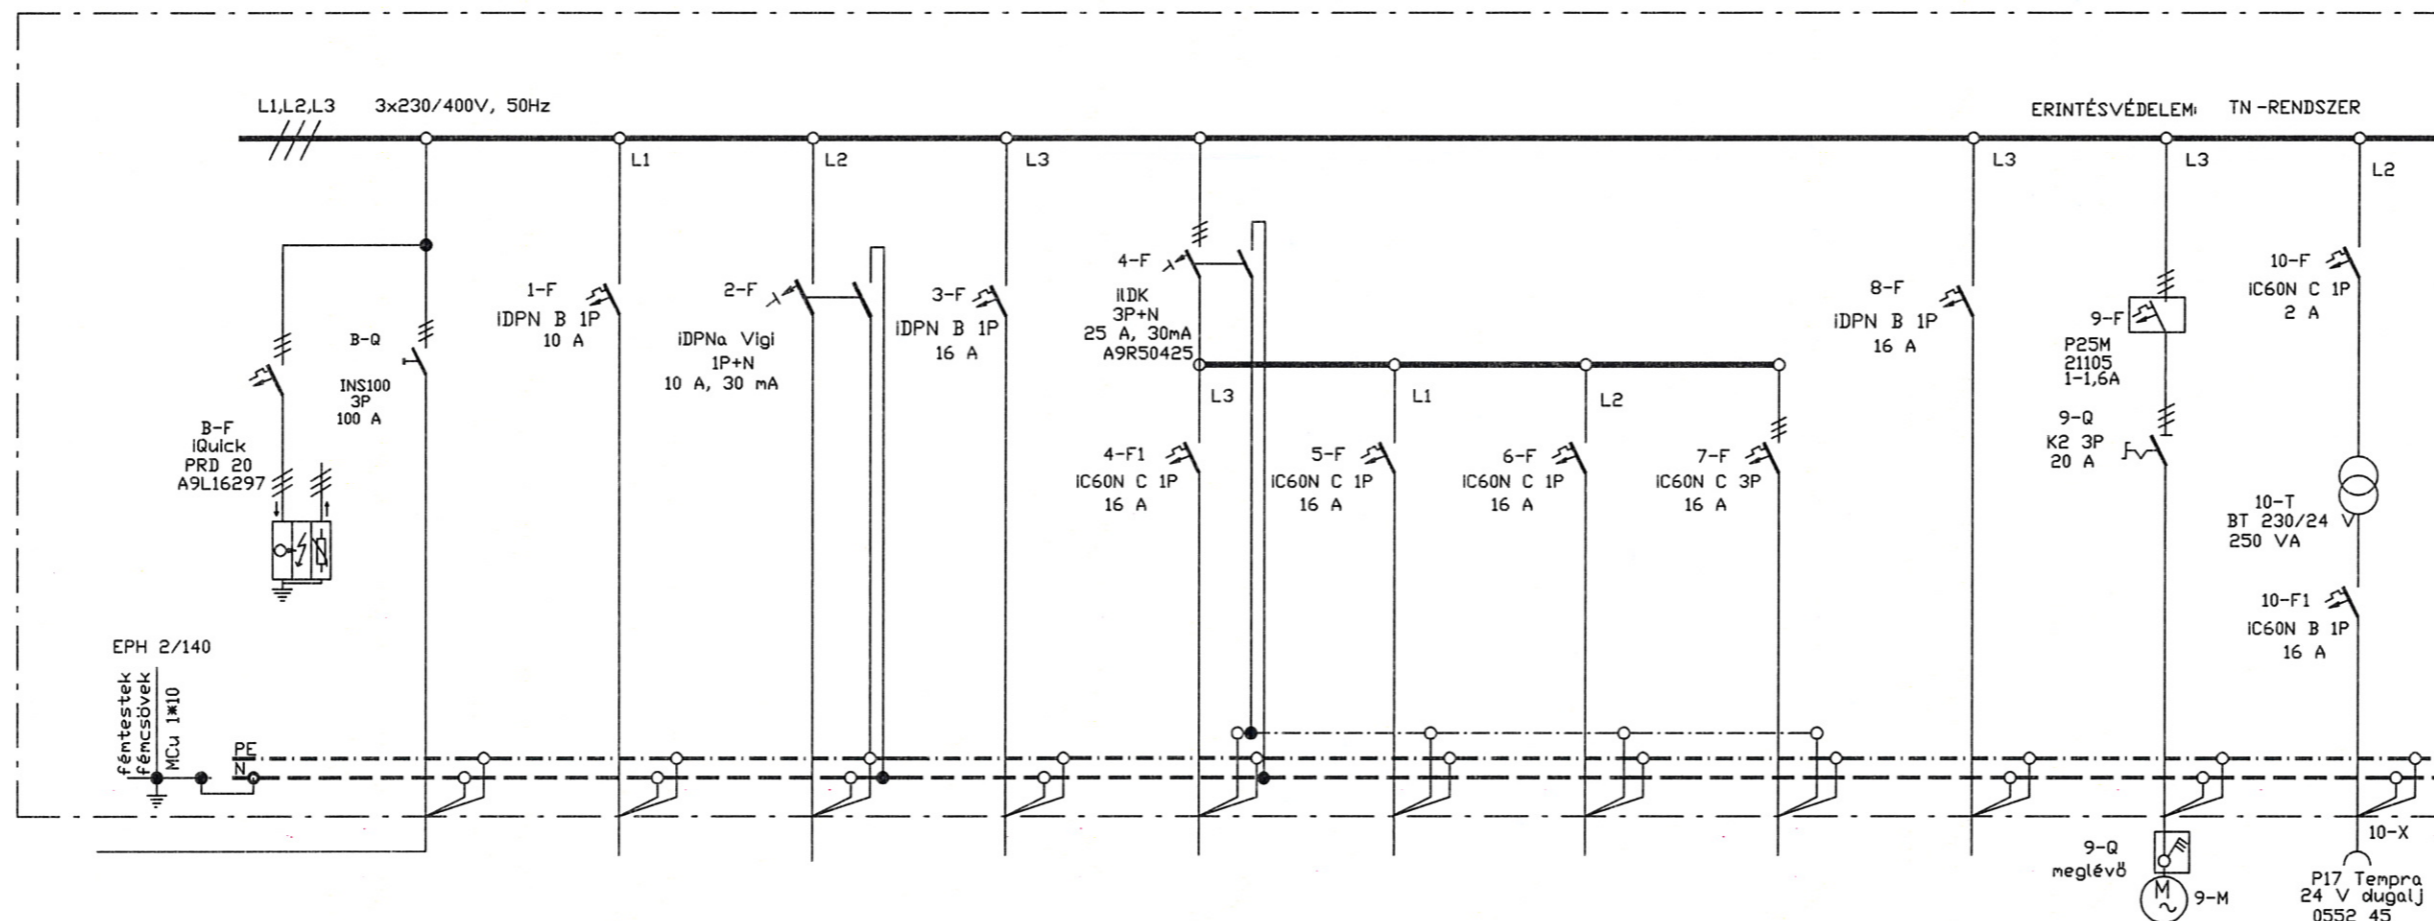 L1,L2,L3 3x230/400V, 50Hz
ERINTÉSVÉDELEM: TN-RENDSZER
L1
L2
L3
L3
L3
L2
B-F
iQuick
PRD 20
A9L16297
B-Q
INS100
3P
100 A
1-F
iDPN B 1P
10 A
2-F
iDPNa Vigi
1P+N
10 A, 30 mA
3-F
iDPN B 1P
16 A
4-F
iIDK
3P+N
25 A, 30mA
A9R50425
L3
L1
L2
4-F1
iC60N C 1P
16 A
5-F
iC60N C 1P
16 A
6-F
iC60N C 1P
16 A
7-F
iC60N C 3P
16 A
8-F
iDPN B 1P
16 A
9-F
P25M
21105
1-1,6A
9-Q
K2 3P
20 A
10-F
iC60N C 1P
2 A
10-T
BT 230/24 V
250 VA
10-F1
iC60N B 1P
16 A
EPH 2/140
fémtestek
fémcsövek
MCu 1*10
PE
N
9-Q
meglévő
M
~
9-M
10-X
P17 Tempra
24 V dugalj
0552 45